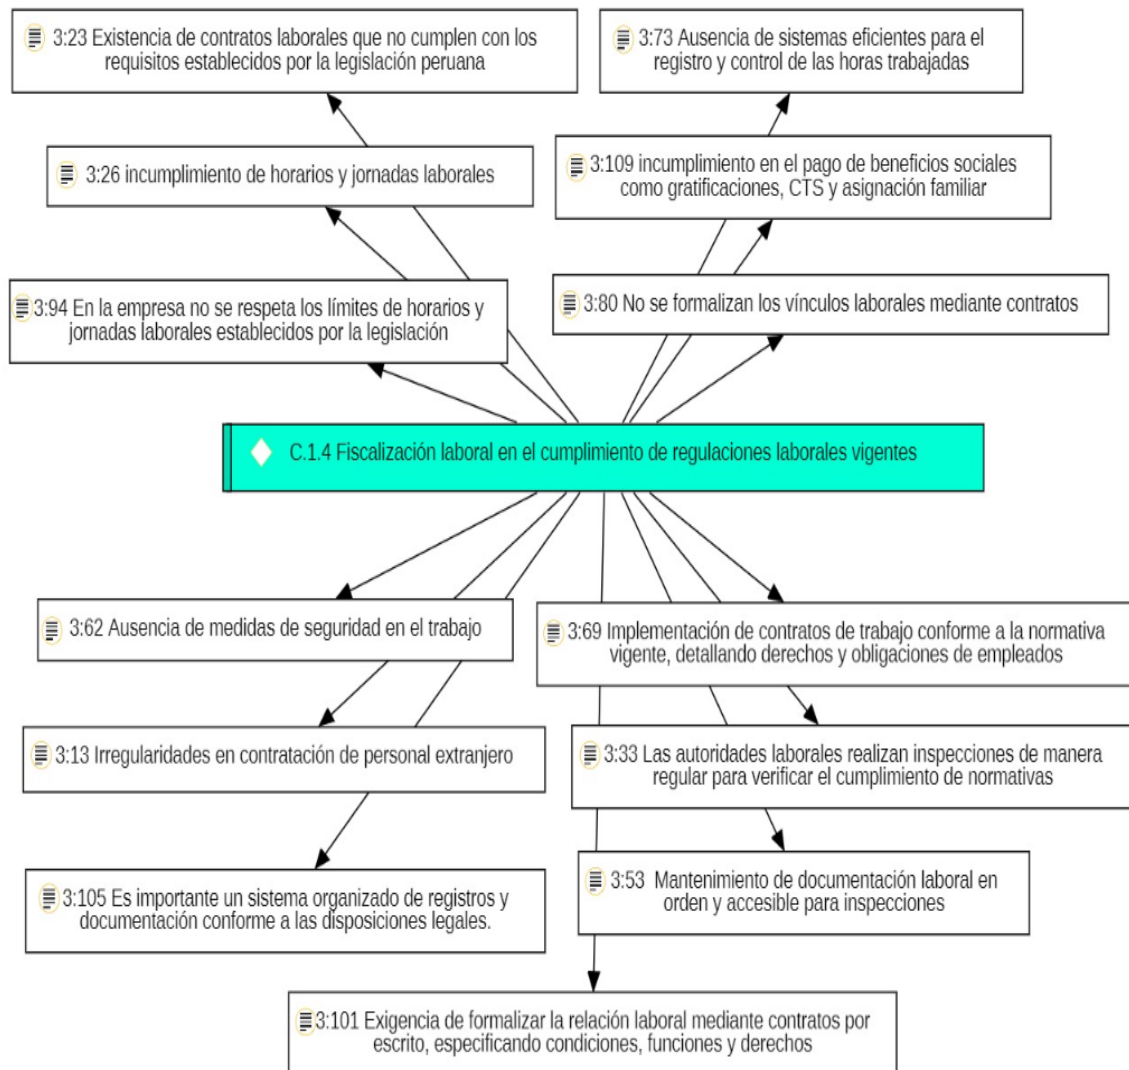 3:23 Existencia de contratos laborales que no cumplen con los
requisitos establecidos por la legislación peruana
3:73 Ausencia de sistemas eficientes para el
registro y control de las horas trabajadas
3:26 incumplimiento de horarios y jornadas laborales
3:109 incumplimiento en el pago de beneficios sociales
como gratificaciones, CTS y asignación familiar
3:94 En la empresa no se respeta los límites de horarios y
jornadas laborales establecidos por la legislación
3:80 No se formalizan los vínculos laborales mediante contratos
C.1.4 Fiscalización laboral en el cumplimiento de regulaciones laborales vigentes
3:62 Ausencia de medidas de seguridad en el trabajo
3:69 Implementación de contratos de trabajo conforme a la normativa
vigente, detallando derechos y obligaciones de empleados
3:13 Irregularidades en contratación de personal extranjero
3:33 Las autoridades laborales realizan inspecciones de manera
regular para verificar el cumplimiento de normativas
3:105 Es importante un sistema organizado de registros y
documentación conforme a las disposiciones legales.
3:53 Mantenimiento de documentación laboral en
orden y accesible para inspecciones
3:101 Exigencia de formalizar la relación laboral mediante contratos por
escrito, especificando condiciones, funciones y derechos